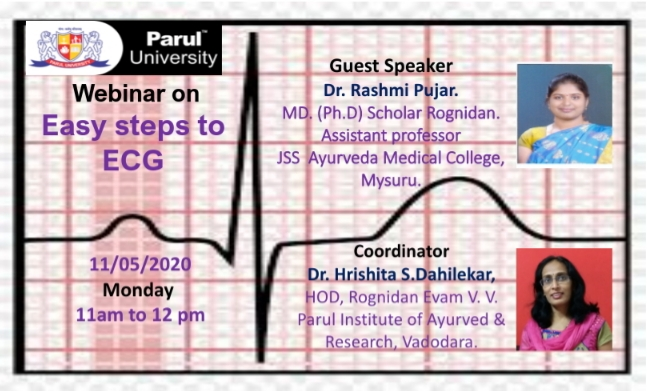 Parul™
University
PARUL UNIVERSITY
Webinar on
Easy steps to
ECG
11/05/2020
Monday
11am to 12 pm
Guest Speaker
Dr. Rashmi Pujar.
MD. (Ph.D) Scholar Rognidan.
Assistant professor
JSS Ayurveda Medical College,
Mysuru.
Coordinator
Dr. Hrishita S.Dahilekar,
HOD, Rognidan Evam V. V.
Parul Institute of Ayurved &
Research, Vadodara.